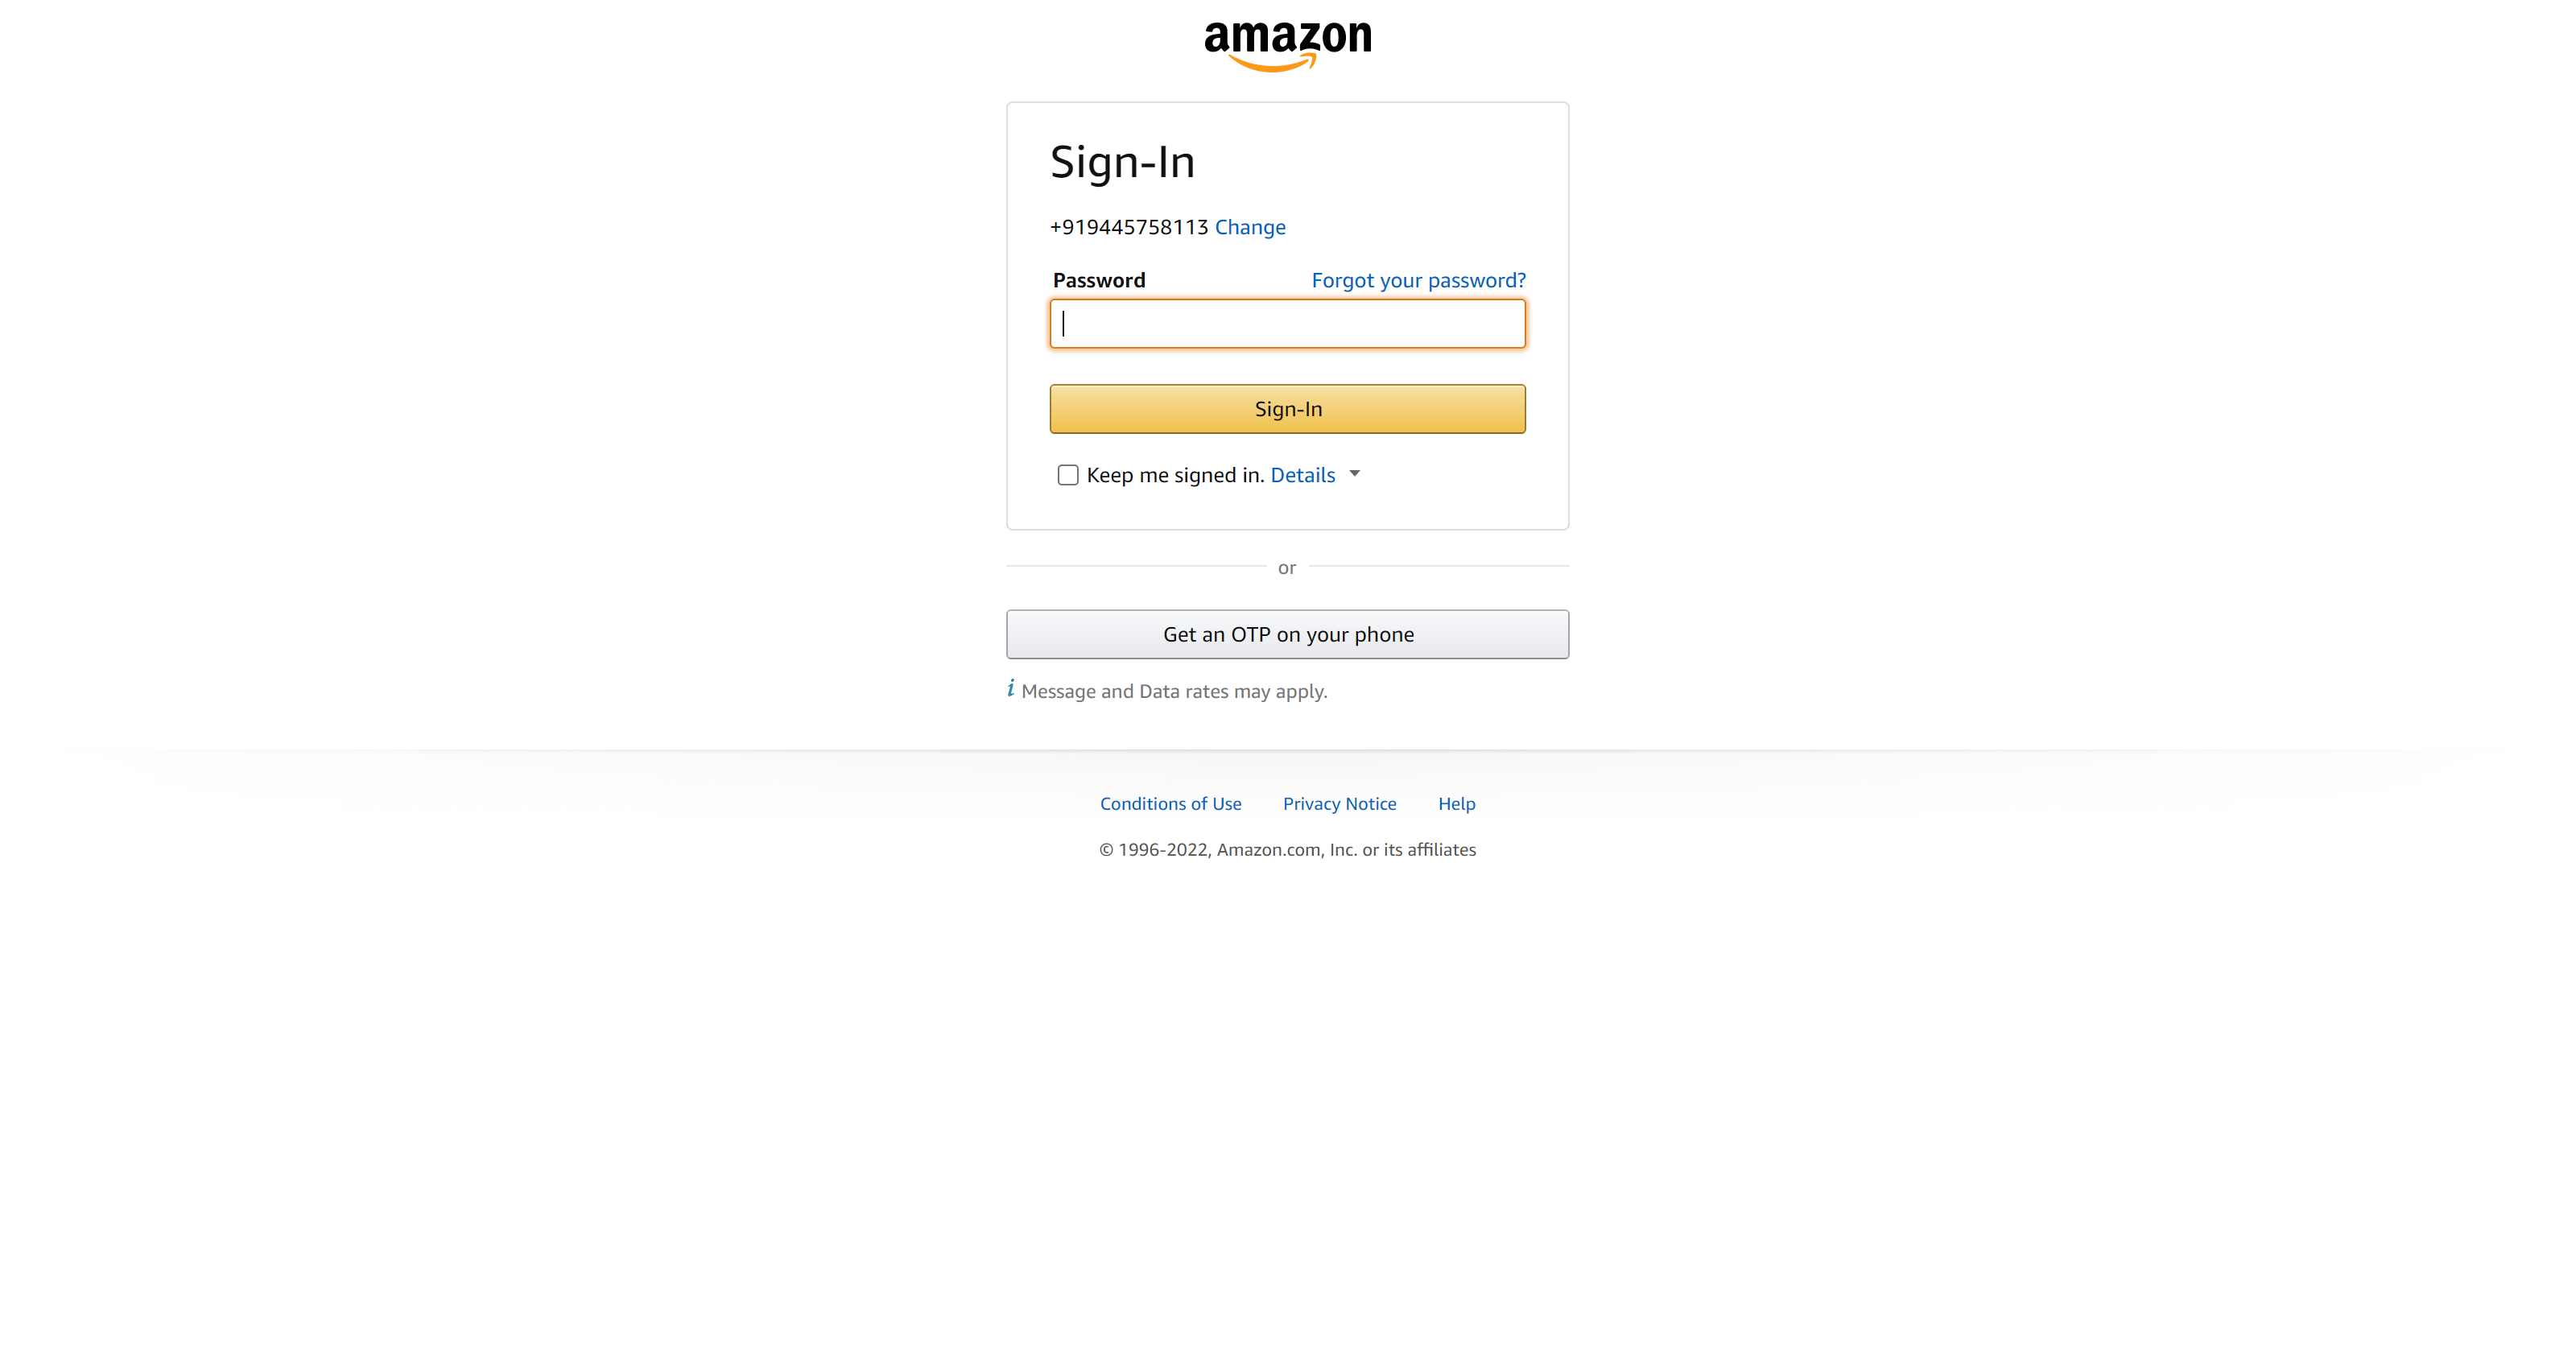 amazon
Sign-In
+919445758113 Change
Password Forgot your password?
Sign-In
Keep me signed in. Details
or
Get an OTP on your phone
i Message and Data rates may apply.
Conditions of Use Privacy Notice Help
© 1996-2022, Amazon.com, Inc. or its affiliates